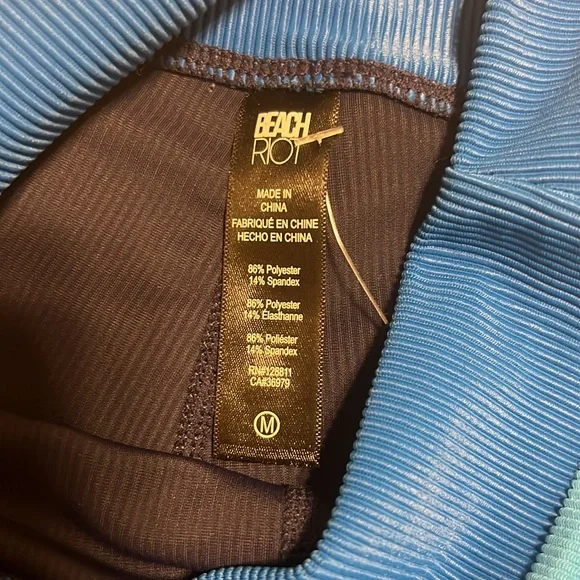 BEACH
RIOT
MADE IN
CHINA
FABRIQUÉ EN CHINE
HECHO EN CHINA
86% Polyester
14% Spandex
86% Polyester
14% Élasthanne
86% Poliéster
14% Spandex
RN#128811
CA#36979
M